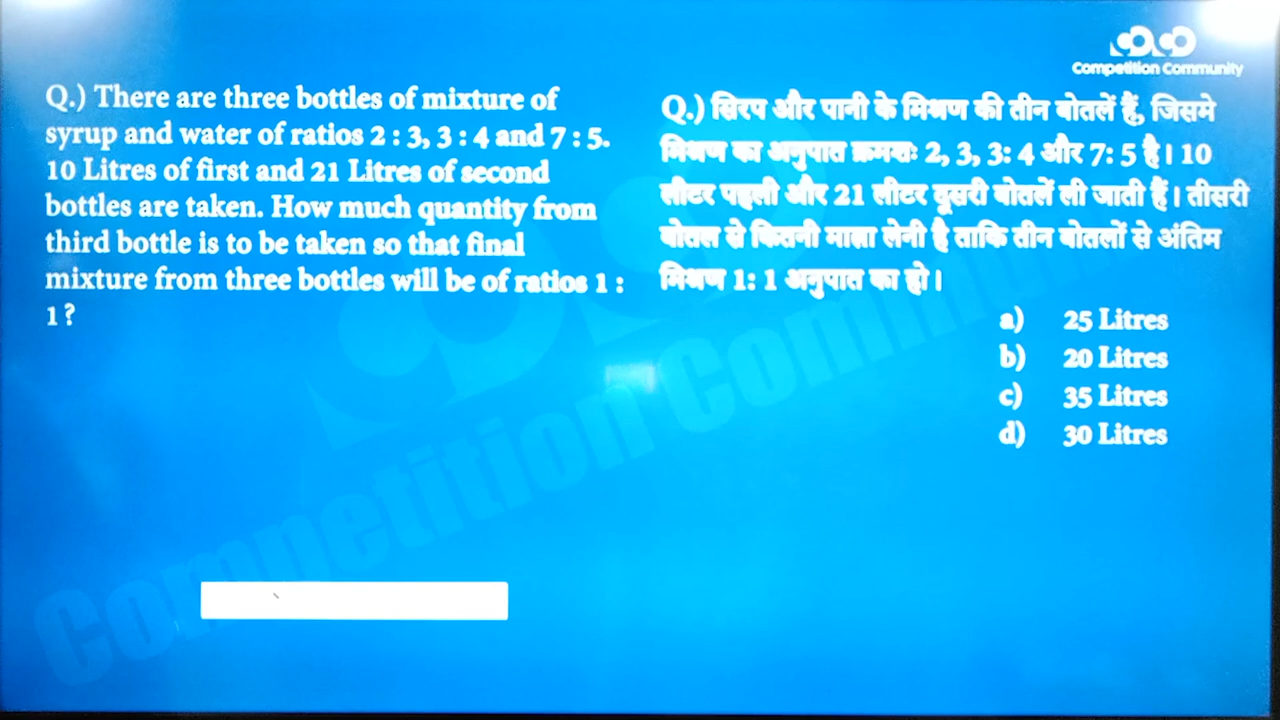 Competition Community
Q.) There are three bottles of mixture of
syrup and water of ratios 2 : 3, 3 : 4 and 7 : 5.
10 Litres of first and 21 Litres of second
bottles are taken. How much quantity from
third bottle is to be taken so that final
mixture from three bottles will be of ratios 1 :
1 ?
Q.) सिरप और पानी के मिश्रण की तीन बोतलें हैं, जिसमे
मिश्रण का अनुपात क्रमशः 2, 3, 3: 4 और 7: 5 है। 10
लीटर पहली और 21 लीटर दूसरी बोतलें ली जाती हैं। तीसरी
बोतल से कितनी मात्रा लेनी है ताकि तीन बोतलों से अंतिम
मिश्रण 1: 1 अनुपात का हो।
a) 25 Litres
b) 20 Litres
c) 35 Litres
d) 30 Litres
Competition Community